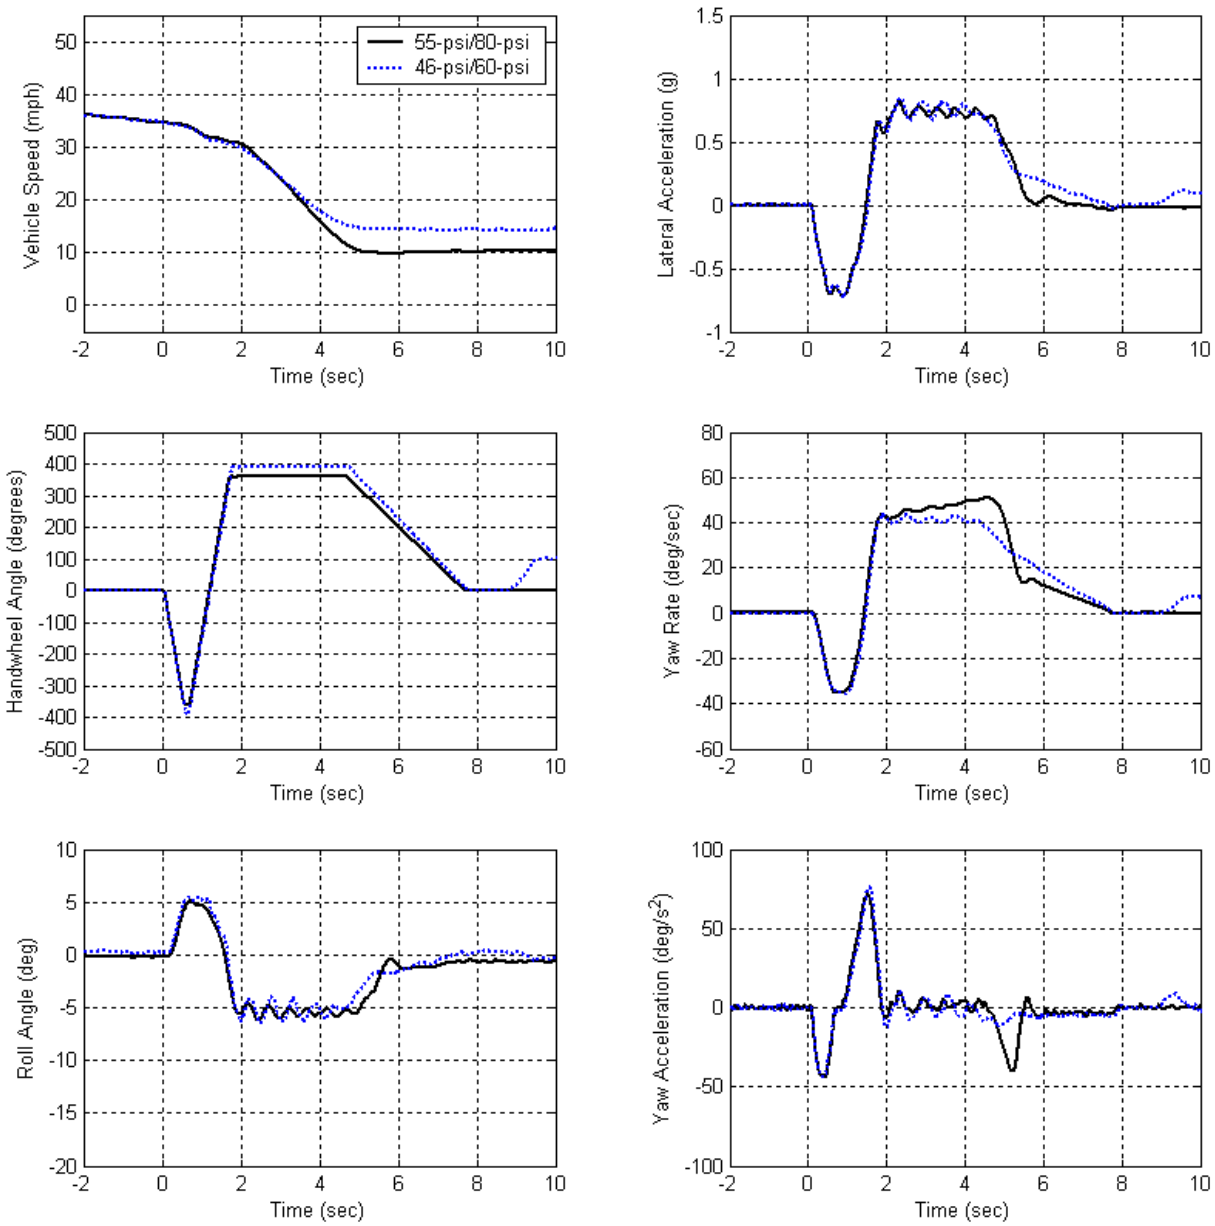 55-psi/80-psi
46-psi/60-psi
Vehicle Speed (mph)
50
40
30
20
10
0
-2 0 2 4 6 8 10
Time (sec)
Lateral Acceleration (g)
1.5
1
0.5
0
-0.5
-1
-2 0 2 4 6 8 10
Time (sec)
Handwheel Angle (degrees)
500
400
300
200
100
0
-100
-200
-300
-400
-500
-2 0 2 4 6 8 10
Time (sec)
Yaw Rate (deg/sec)
80
60
40
20
0
-20
-40
-60
-2 0 2 4 6 8 10
Time (sec)
Roll Angle (deg)
10
5
0
-5
-10
-15
-20
-2 0 2 4 6 8 10
Time (sec)
Yaw Acceleration (deg/s²)
100
50
0
-50
-100
-2 0 2 4 6 8 10
Time (sec)